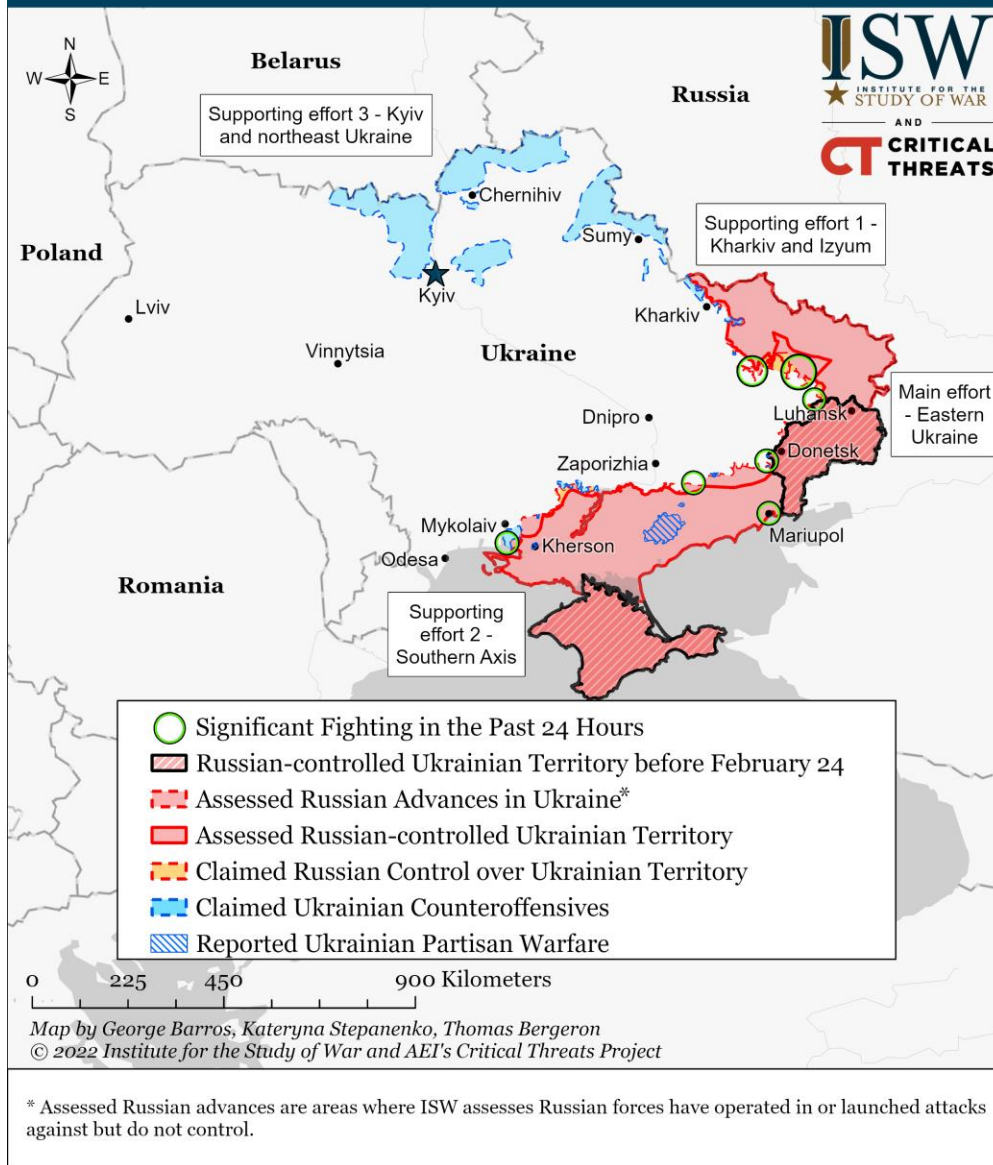 N
W E
S
Belarus
Russia
ISW
INSTITUTE FOR THE
STUDY OF WAR
AND
CT CRITICAL
THREATS
Supporting effort 3 - Kyiv
and northeast Ukraine
Chernihiv
Supporting effort 1 -
Kharkiv and Izyum
Sumy
Poland
Kyiv
Lviv
Kharkiv
Vinnytsia
Ukraine
Main effort
- Eastern
Ukraine
Dnipro
Luhansk
Donetsk
Zaporizhia
Mykolaiv
Mariupol
Kherson
Odesa
Romania
Supporting
effort 2 -
Southern Axis
Significant Fighting in the Past 24 Hours
Russian-controlled Ukrainian Territory before February 24
Assessed Russian Advances in Ukraine*
Assessed Russian-controlled Ukrainian Territory
Claimed Russian Control over Ukrainian Territory
Claimed Ukrainian Counteroffensives
Reported Ukrainian Partisan Warfare
0 225 450 900 Kilometers
Map by George Barros, Kateryna Stepanenko, Thomas Bergeron
© 2022 Institute for the Study of War and AEI's Critical Threats Project
* Assessed Russian advances are areas where ISW assesses Russian forces have operated in or launched attacks
against but do not control.